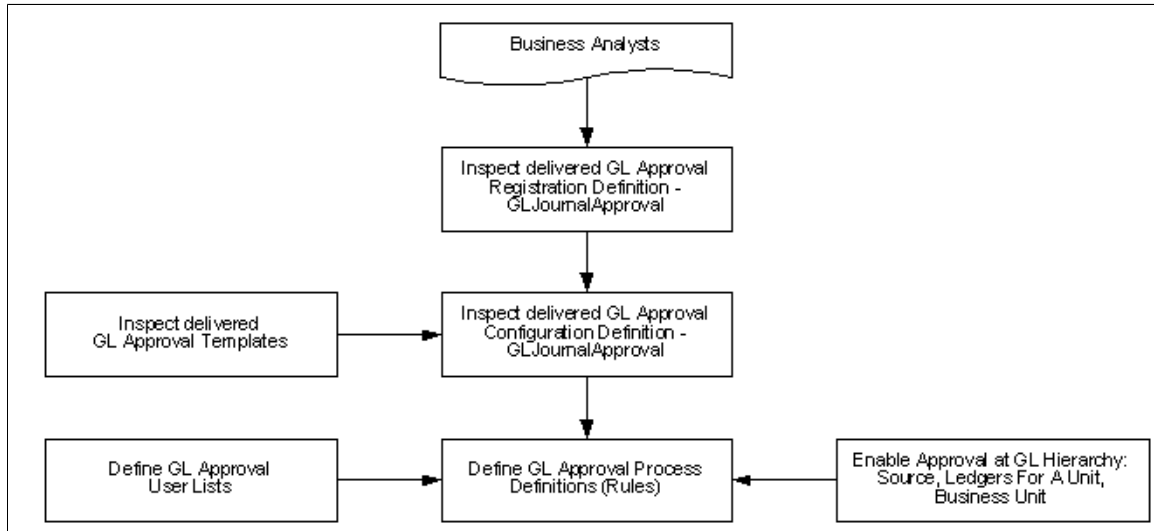 Business Analysts
Inspect delivered GL Approval
Registration Definition -
GLJournalApproval
Inspect delivered
GL Approval Templates
Inspect delivered GL Approval
Configuration Definition -
GLJournalApproval
Define GL Approval
User Lists
Define GL Approval Process
Definitions (Rules)
Enable Approval at GL Hierarchy:
Source, Ledgers For A Unit,
Business Unit